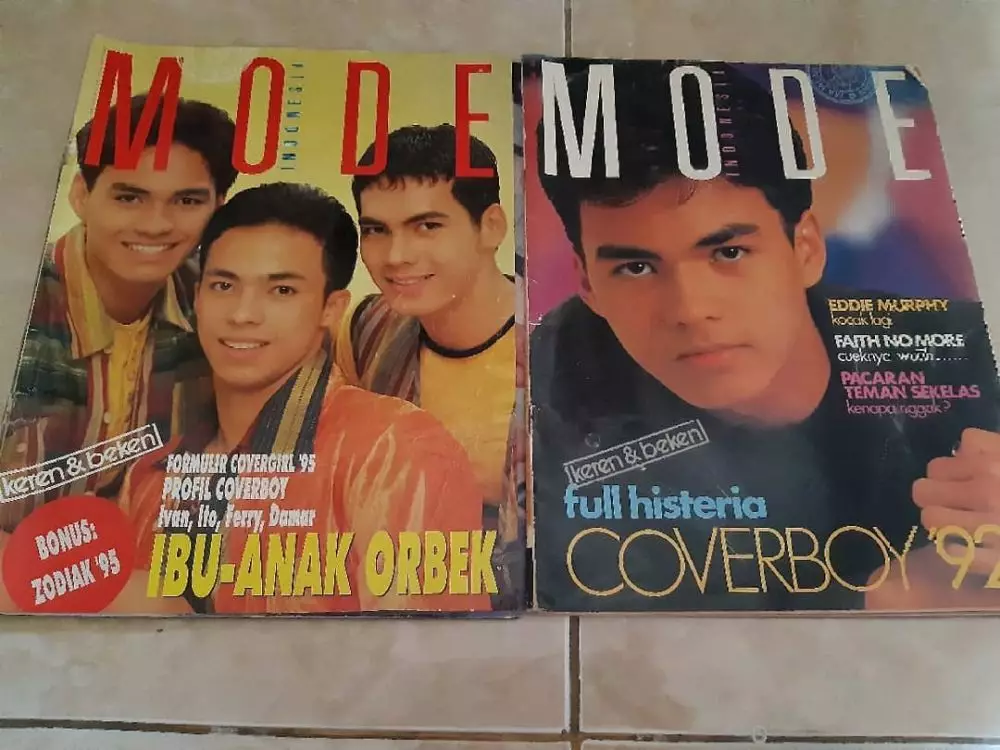 MODE
INDONESIA
keren & beken
FORMULIR COVERGIRL '95
PROFIL COVERBOY
Ivan, Ito, Ferry, Damar
IBU-ANAK ORBEK
BONUS:
ZODIAK '95
MODE
INDONESIA
EDDIE MURPHY
kocak lagi
FAITH NO MORE
PACARAN
TEMAN SEKELAS
kenapa nggak?
keren & beken
full histeria
COVERBOY '92